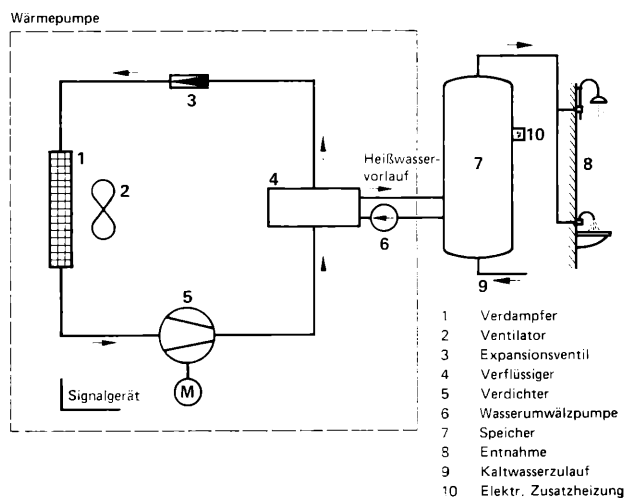 Wärmepumpe
3
1
2
4
Heißwasser-
vorlauf
10
7
8
6
5
9
M
Signalgerät
1 Verdampfer
2 Ventilator
3 Expansionsventil
4 Verflüssiger
5 Verdichter
6 Wasserumwälzpumpe
7 Speicher
8 Entnahme
9 Kaltwasserzulauf
10 Elektr. Zusatzheizung